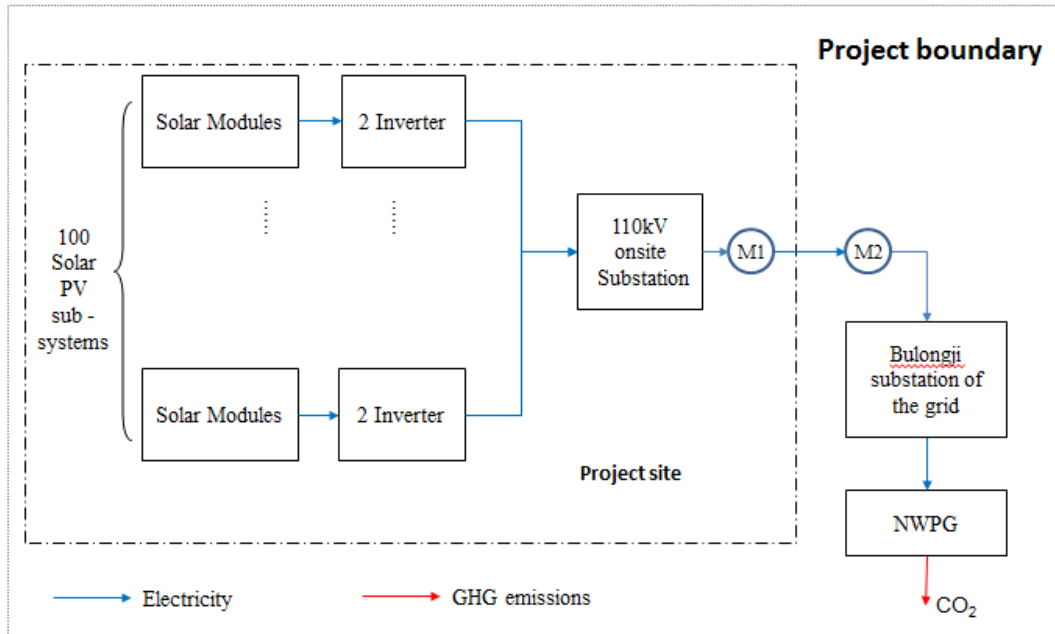 Project boundary
Solar Modules
2 Inverter
100
Solar
PV
sub -
systems
110kV
onsite
Substation
M1
M2
Bulongji
substation of
the grid
Solar Modules
2 Inverter
Project site
NWPG
Electricity
GHG emissions
CO₂